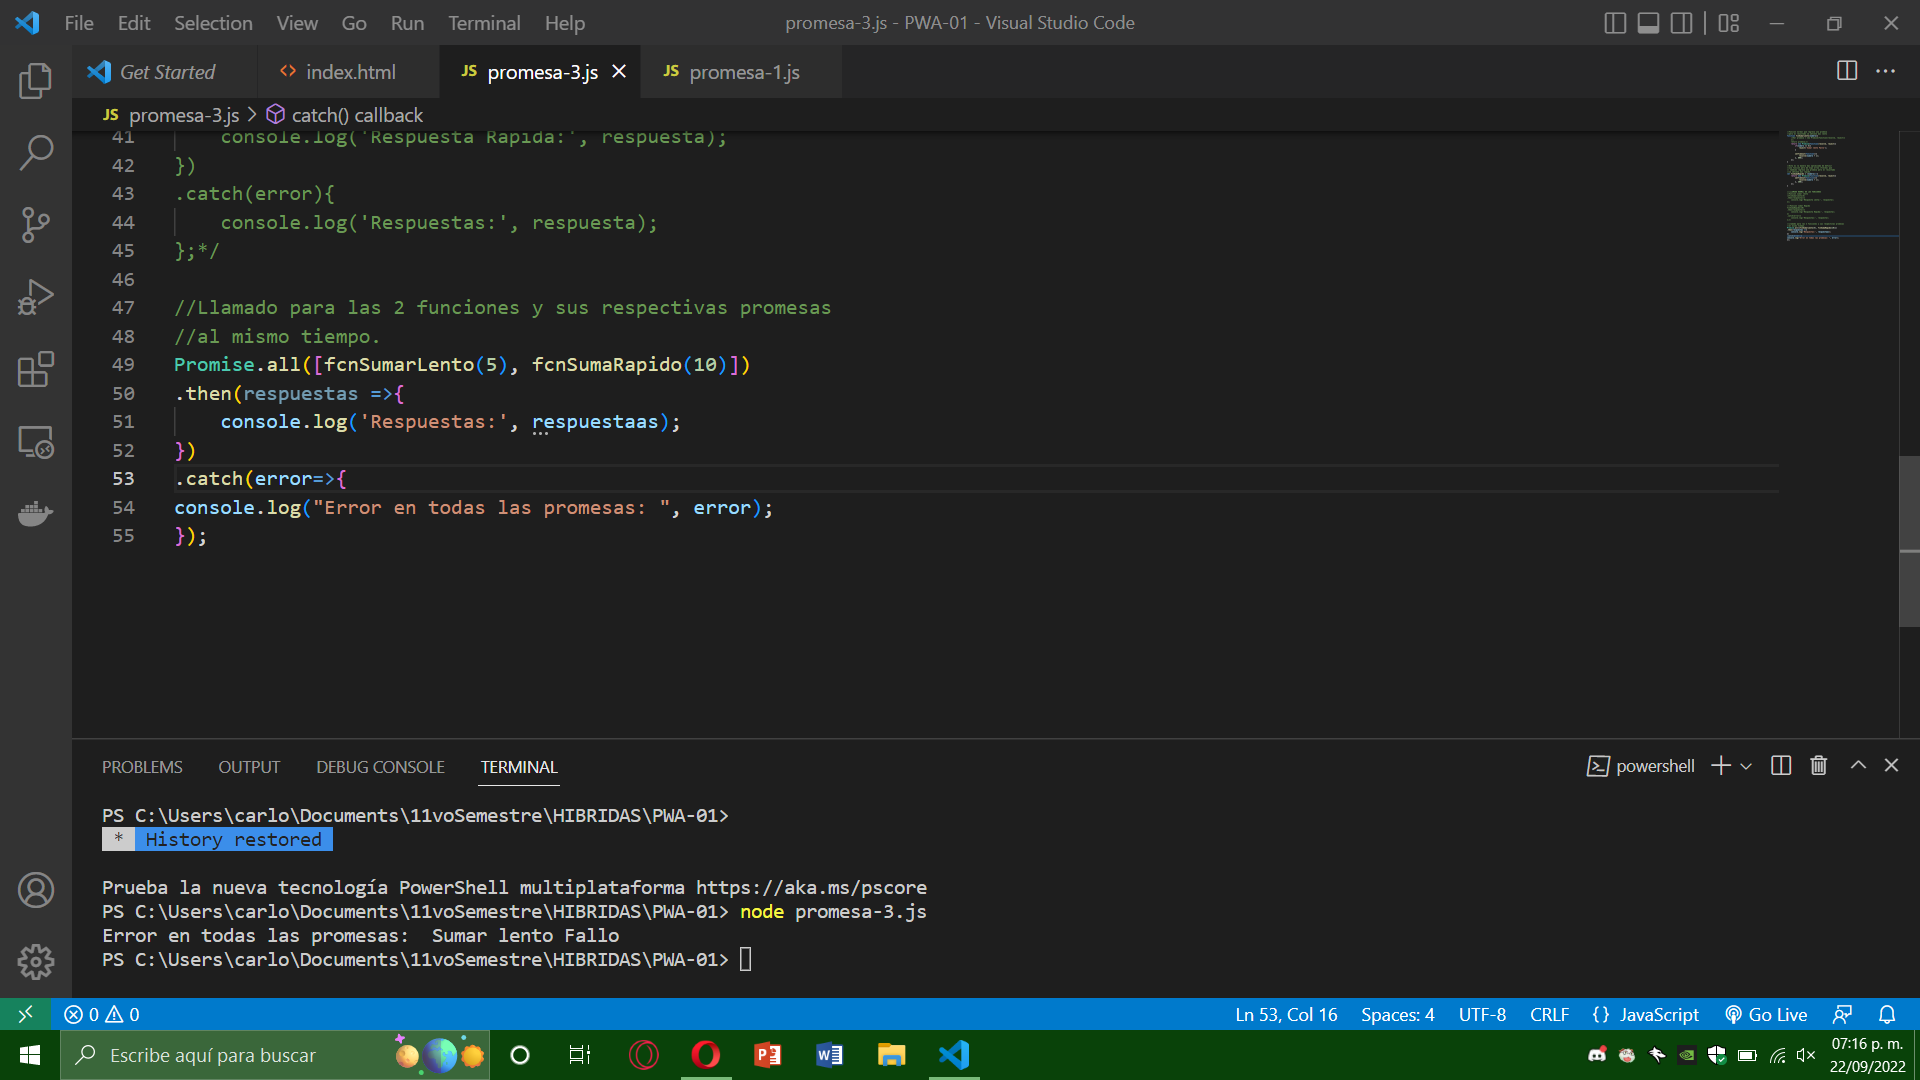 File Edit Selection View Go Run Terminal Help
promesa-3.js - PWA-01 - Visual Studio Code
Get Started
<> index.html
JS promesa-3.js
JS promesa-1.js
JS promesa-3.js > catch() callback
41 console.log('Respuesta Rapida:', respuesta);
42 })
43 .catch(error){
44 console.log('Respuestas:', respuesta);
45 };*/
46
47 //Llamado para las 2 funciones y sus respectivas promesas
48 //al mismo tiempo.
49 Promise.all([fcnSumarLento(5), fcnSumaRapido(10)])
50 .then(respuestas =>{
51 console.log('Respuestas:', respuestaas);
52 })
53 .catch(error=>{
54 console.log("Error en todas las promesas: ", error);
55 });
PROBLEMS OUTPUT DEBUG CONSOLE TERMINAL
powershell
PS C:\Users\carlo\Documents\11voSemestre\HIBRIDAS\PWA-01>
* History restored
Prueba la nueva tecnología PowerShell multiplataforma https://aka.ms/pscore
PS C:\Users\carlo\Documents\11voSemestre\HIBRIDAS\PWA-01> node promesa-3.js
Error en todas las promesas:  Sumar lento Fallo
PS C:\Users\carlo\Documents\11voSemestre\HIBRIDAS\PWA-01>
0 0
Ln 53, Col 16 Spaces: 4 UTF-8 CRLF {} JavaScript Go Live
Escribe aquí para buscar
07:16 p. m.
22/09/2022